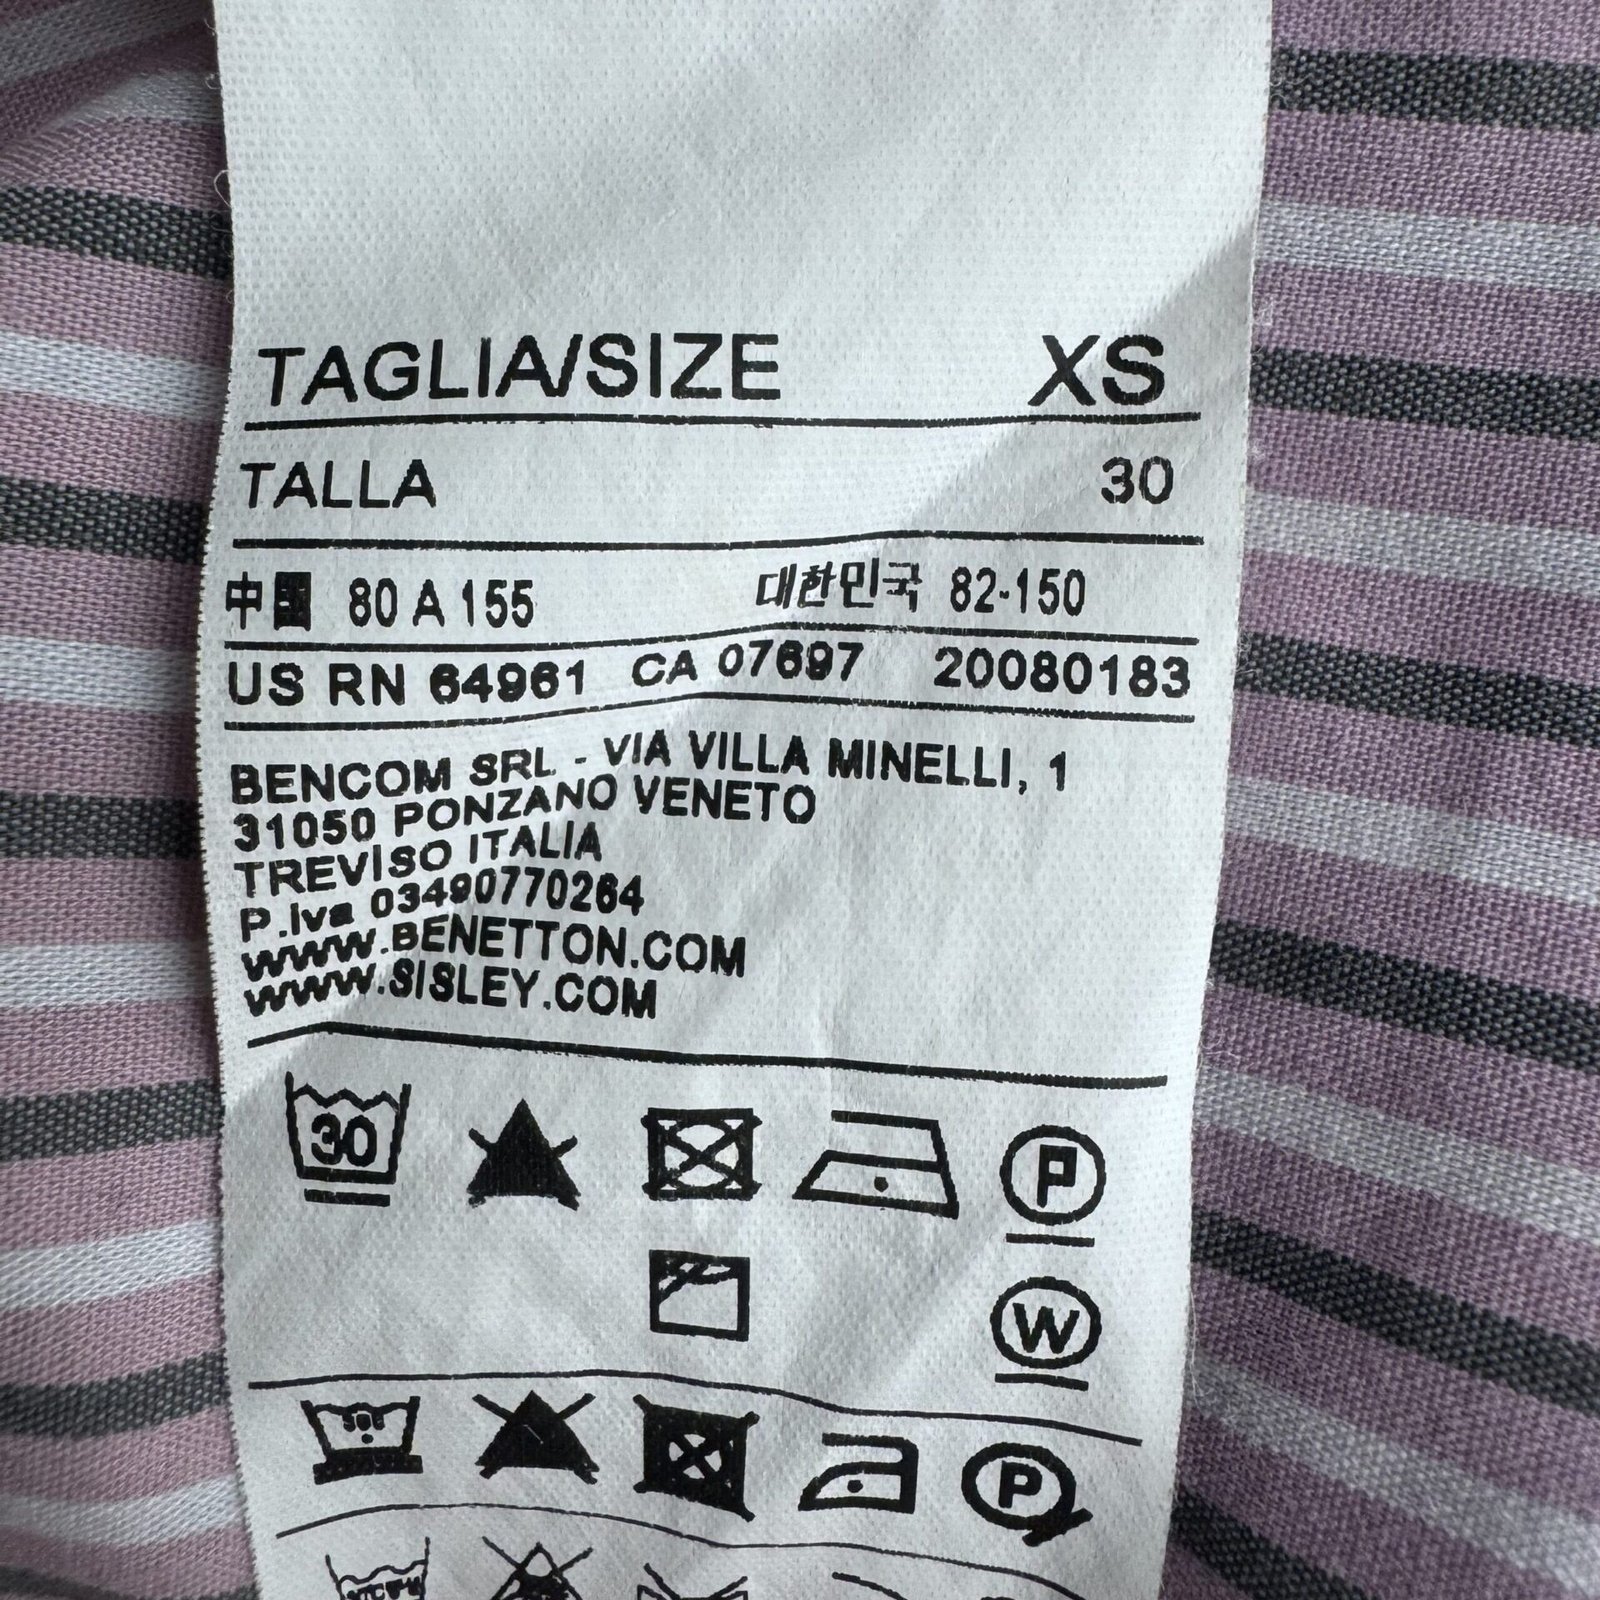 TAGLIA/SIZE XS
TALLA 30
中国 80 A 155 대한민국 82-150
US RN 64961 CA 07697 20080183
BENCOM SRL - VIA VILLA MINELLI, 1
31050 PONZANO VENETO
TREVISO ITALIA
P.Iva 03490770264
WWW.BENETTON.COM
WWW.SISLEY.COM
30 P
W
P